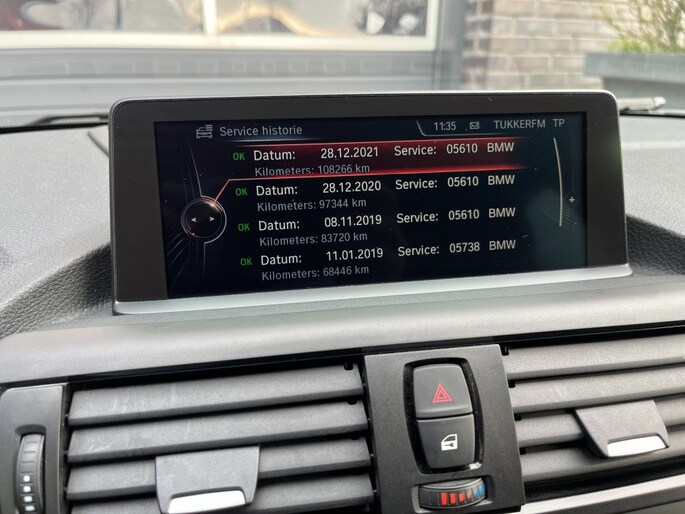 Service historie
11:35
TUKKERFM
TP
OK Datum: 28.12.2021 Service: 05610 BMW
Kilometers: 108266 km
OK Datum: 28.12.2020 Service: 05610 BMW
Kilometers: 97344 km
OK Datum: 08.11.2019 Service: 05610 BMW
Kilometers: 83720 km
OK Datum: 11.01.2019 Service: 05738 BMW
Kilometers: 68446 km